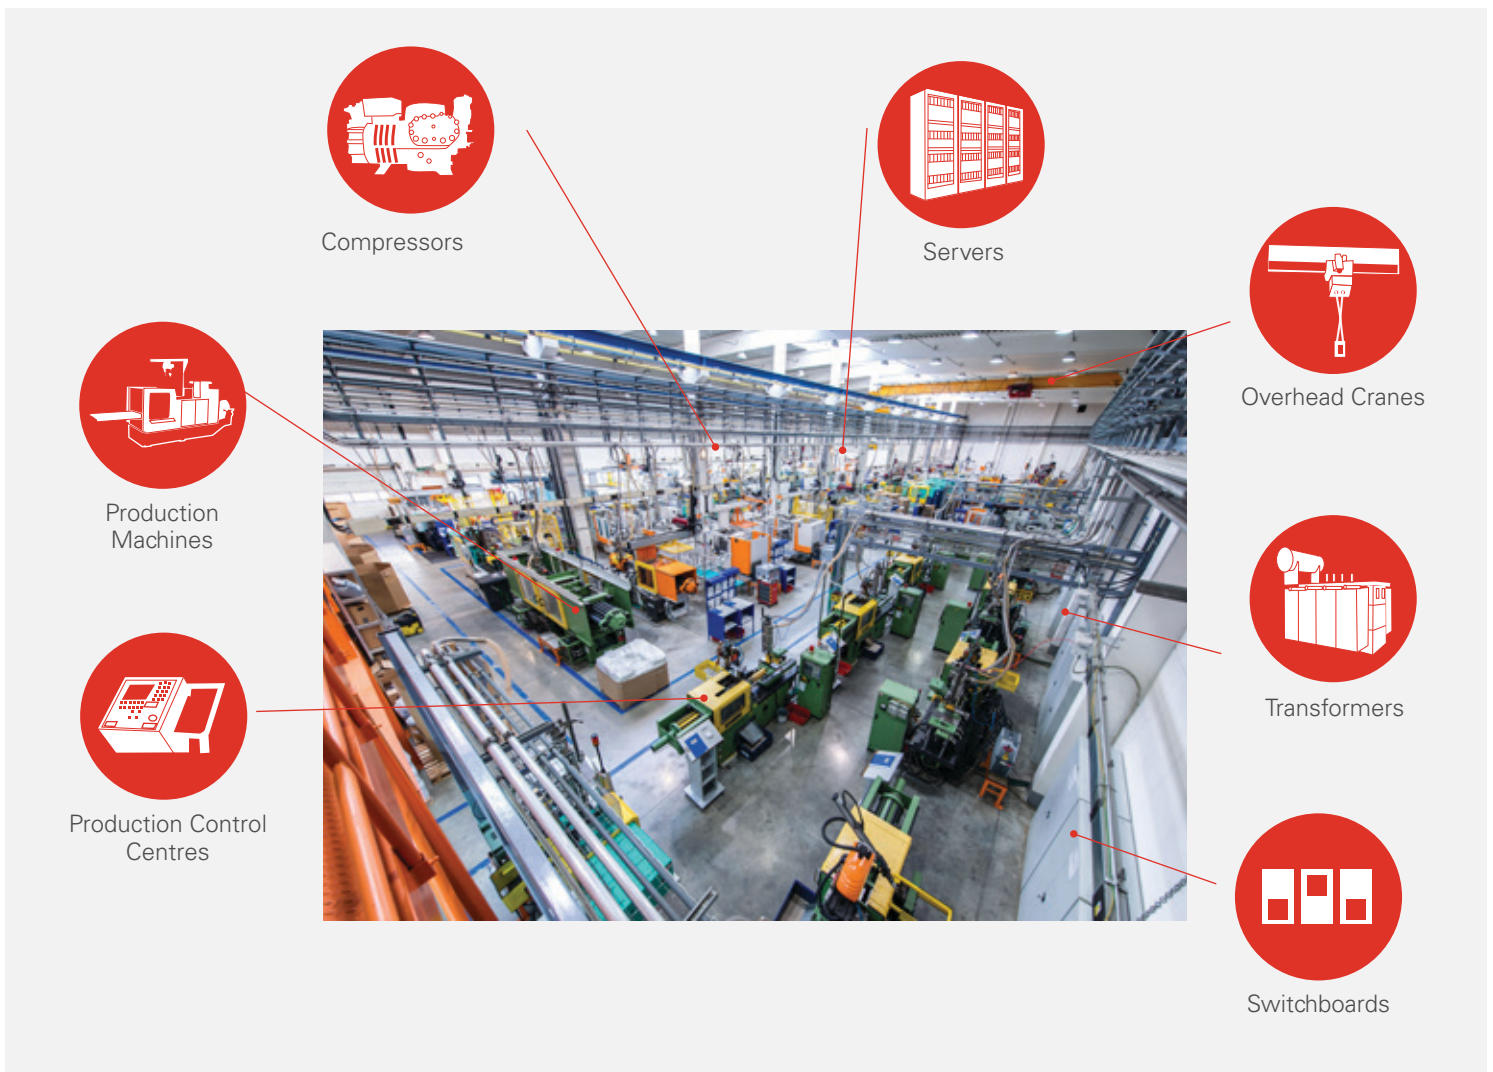 Compressors
Servers
Overhead Cranes
Production
Machines
Transformers
Production Control
Centres
Switchboards